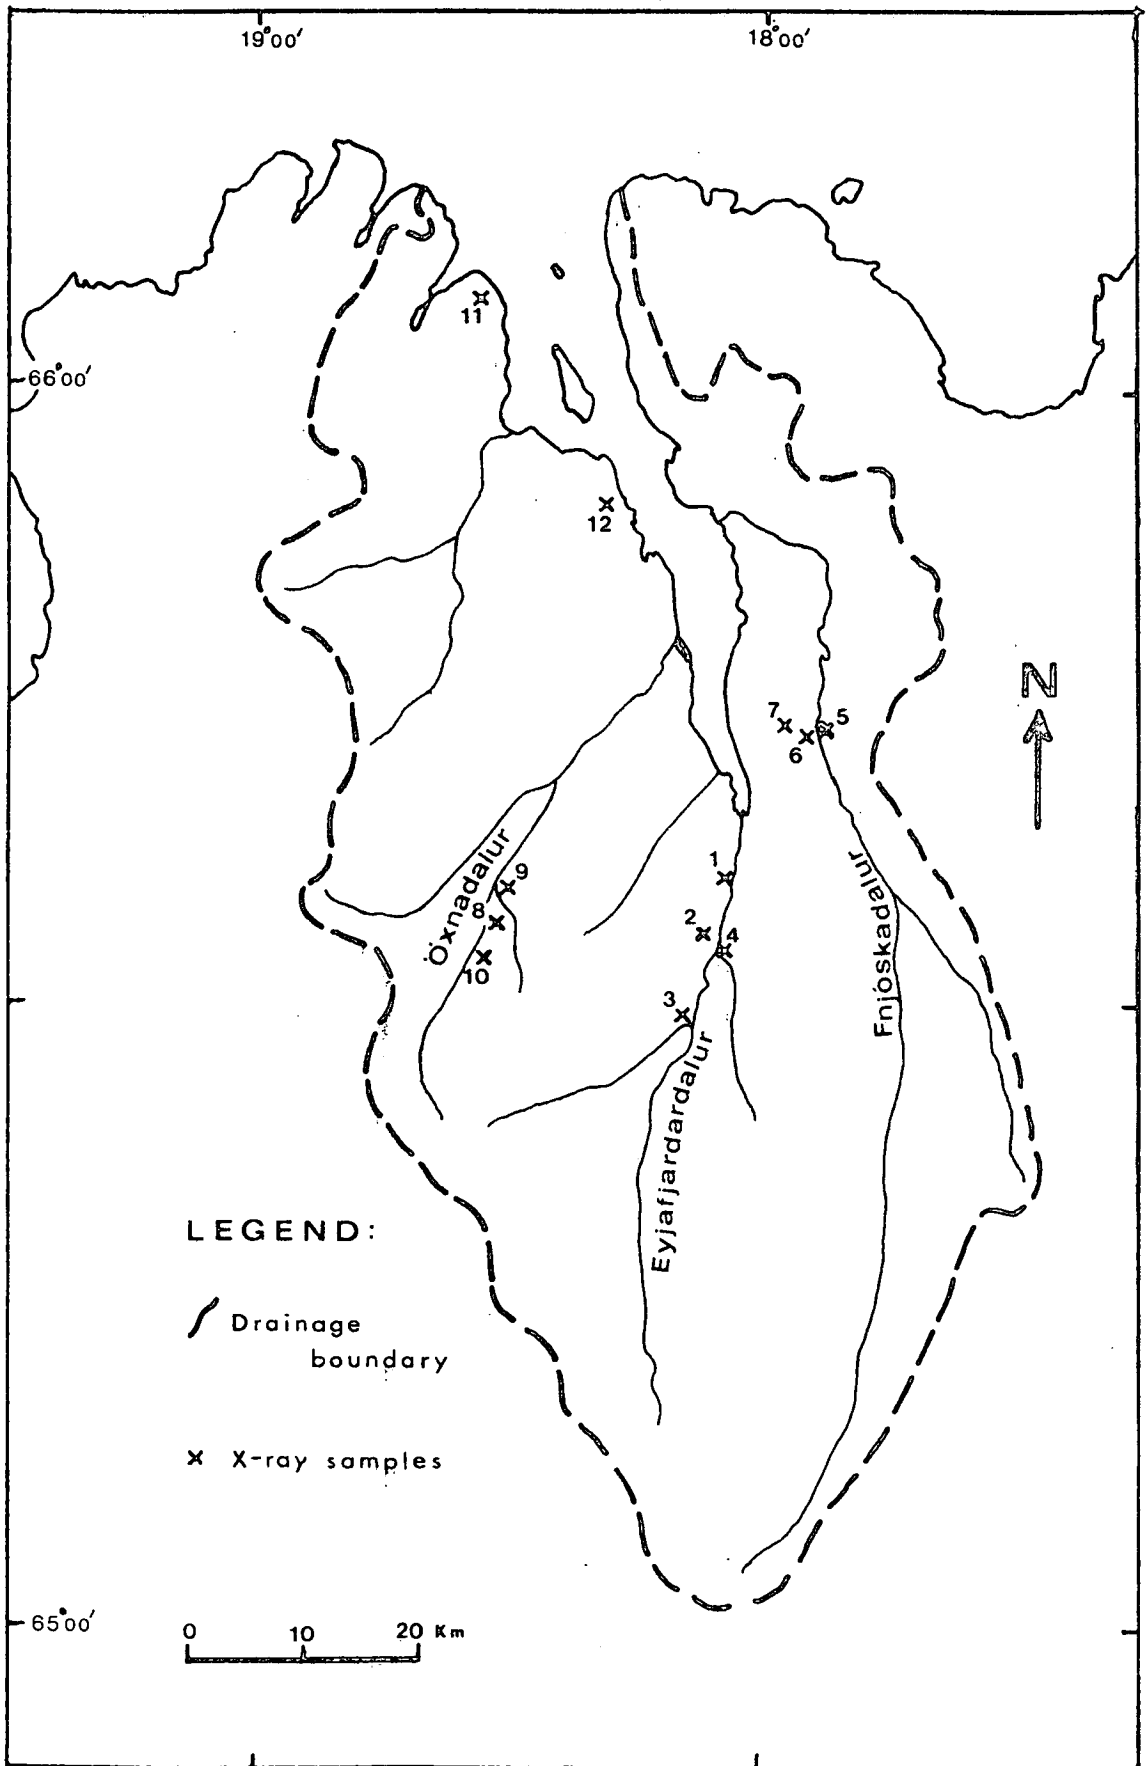 19°00'
18°00'
66°00'
11
12
7
5
6
1
9
8
2
4
10
3
Öxnadalur
Fnjóskadalur
Eyjafjardardalur
N
LEGEND:
Drainage
boundary
x X-ray samples
65°00'
0 10 20 Km